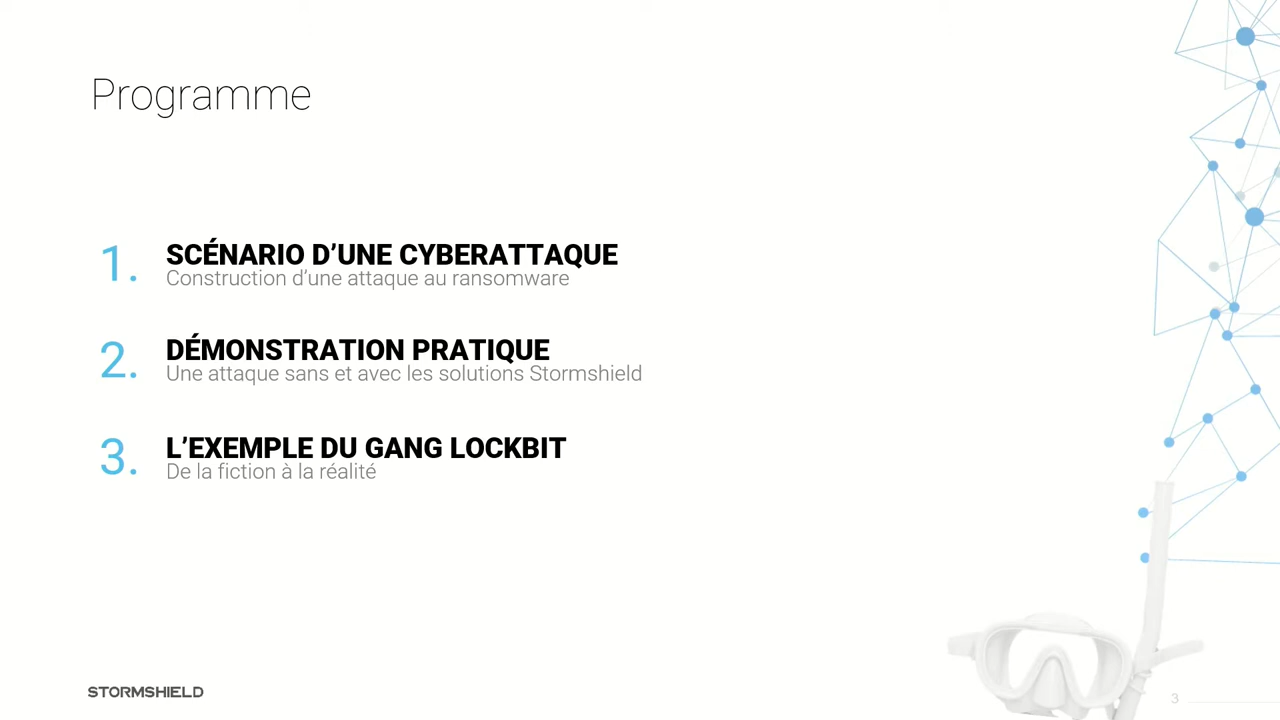 Programme
1.
SCÉNARIO D’UNE CYBERATTAQUE
Construction d’une attaque au ransomware
2.
DÉMONSTRATION PRATIQUE
Une attaque sans et avec les solutions Stormshield
3.
L’EXEMPLE DU GANG LOCKBIT
De la fiction à la réalité
STORMSHIELD
3